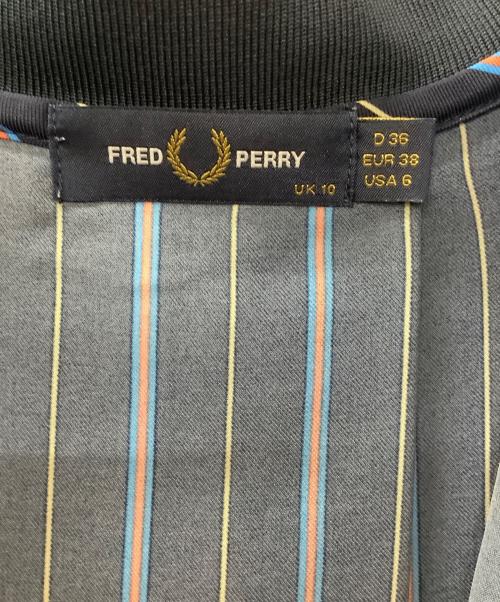 FRED PERRY
UK 10
D 36
EUR 38
USA 6